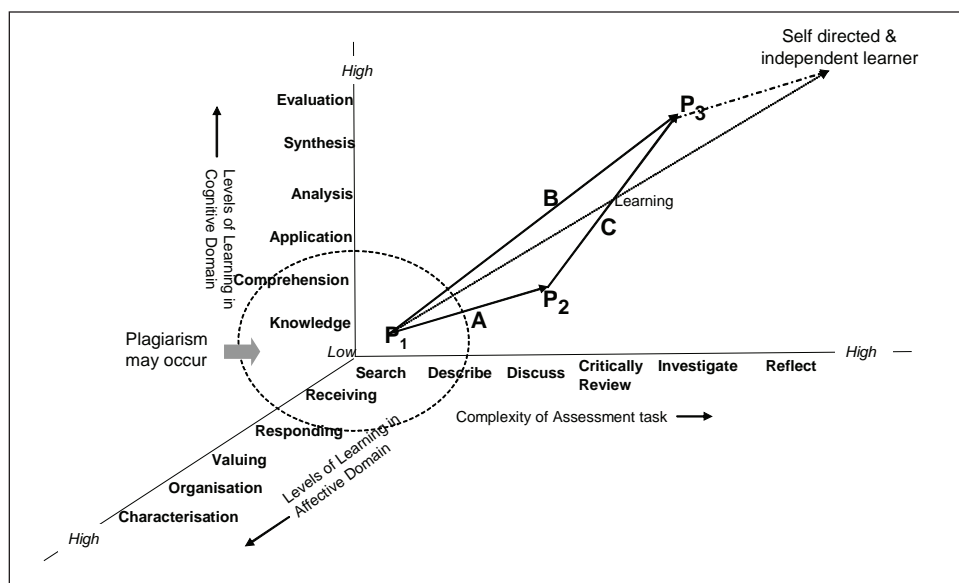 Self directed &
independent learner
High
Evaluation
P3
Synthesis
Levels of Learning in
Cognitive Domain
Analysis
B
Learning
C
Application
Comprehension
P2
Knowledge
A
P1
Plagiarism
may occur
Low
High
Search
Describe
Discuss
Critically
Review
Investigate
Reflect
Receiving
Complexity of Assessment task
Responding
Levels of Learning in
Affective Domain
Valuing
Organisation
Characterisation
High